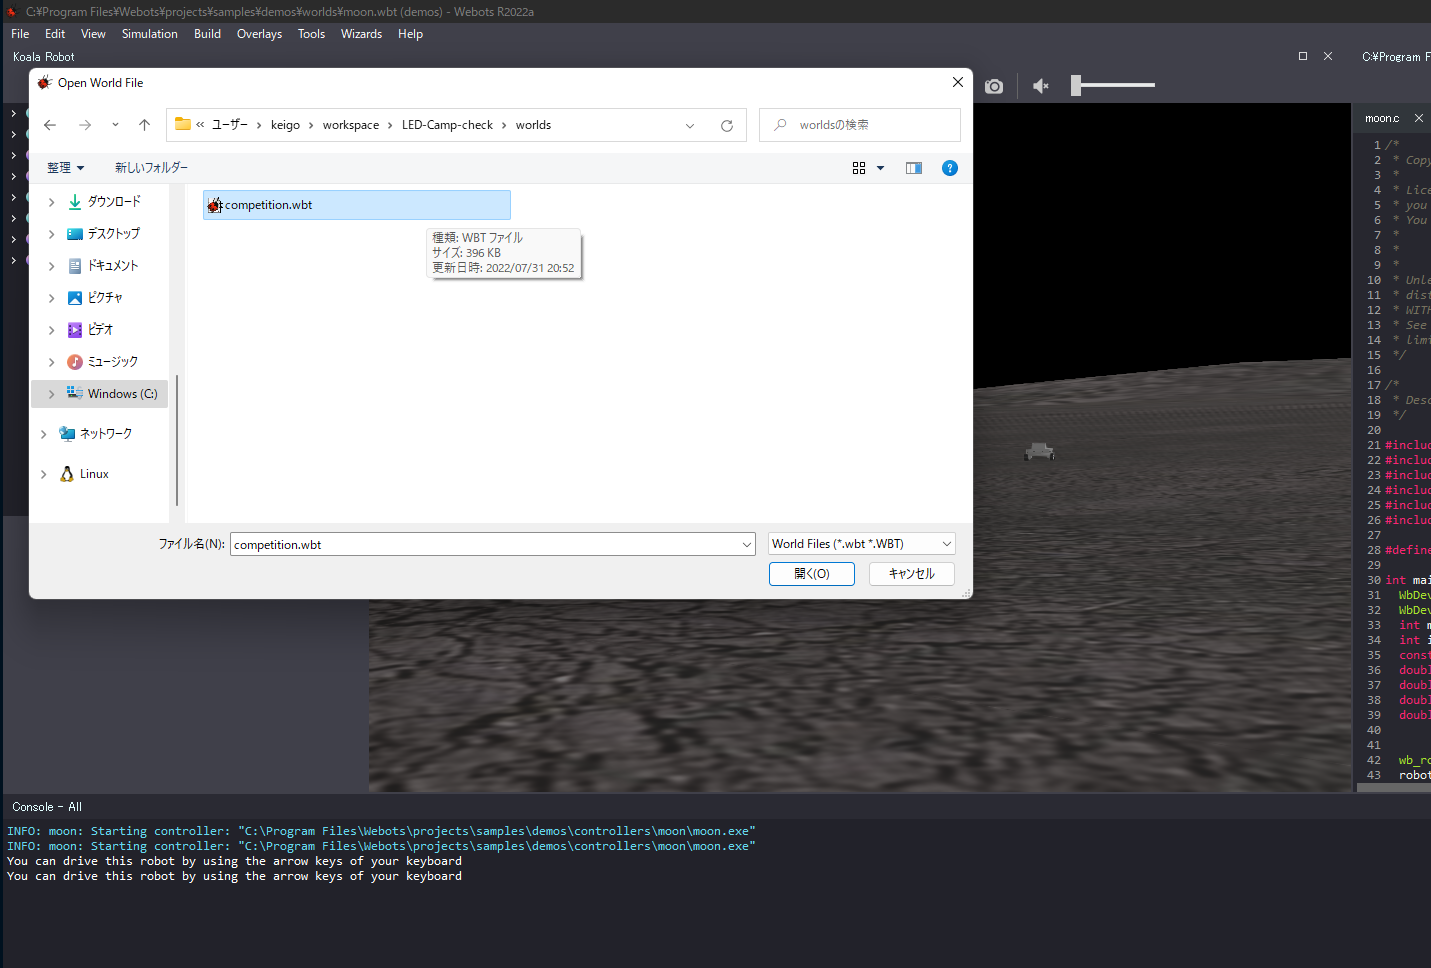 C:¥Program Files¥Webots¥projects¥samples¥demos¥worlds¥moon.wbt (demos) - Webots R2022a
File Edit View Simulation Build Overlays Tools Wizards Help
Koala Robot
C:¥Program F
Open World File
« ユーザー › keigo › workspace › LED-Camp-check › worlds
worldsの検索
整理 新しいフォルダー
ダウンロード
デスクトップ
ドキュメント
ピクチャ
ビデオ
ミュージック
Windows (C:)
ネットワーク
Linux
competition.wbt
種類: WBT ファイル
サイズ: 396 KB
更新日時: 2022/07/31 20:52
ファイル名(N): competition.wbt
World Files (*.wbt *.WBT)
開く(O) キャンセル
moon.c
1 /*
2 * Copy
3 *
4 * Lice
5 * you
6 * You
7 *
8 *
9 *
10 * Unle
11 * dist
12 * WITH
13 * See
14 * limi
15 */
16
17 /*
18 * Desc
19 */
20
21 #includ
22 #includ
23 #includ
24 #includ
25 #includ
26 #includ
27
28 #define
29
30 int mai
31 WbDev
32 WbDev
33 int m
34 int i
35 const
36 doubl
37 doubl
38 doubl
39 doubl
40
41
42 wb_ro
43 robot
Console - All
INFO: moon: Starting controller: "C:\Program Files\Webots\projects\samples\demos\controllers\moon\moon.exe"
INFO: moon: Starting controller: "C:\Program Files\Webots\projects\samples\demos\controllers\moon\moon.exe"
You can drive this robot by using the arrow keys of your keyboard
You can drive this robot by using the arrow keys of your keyboard